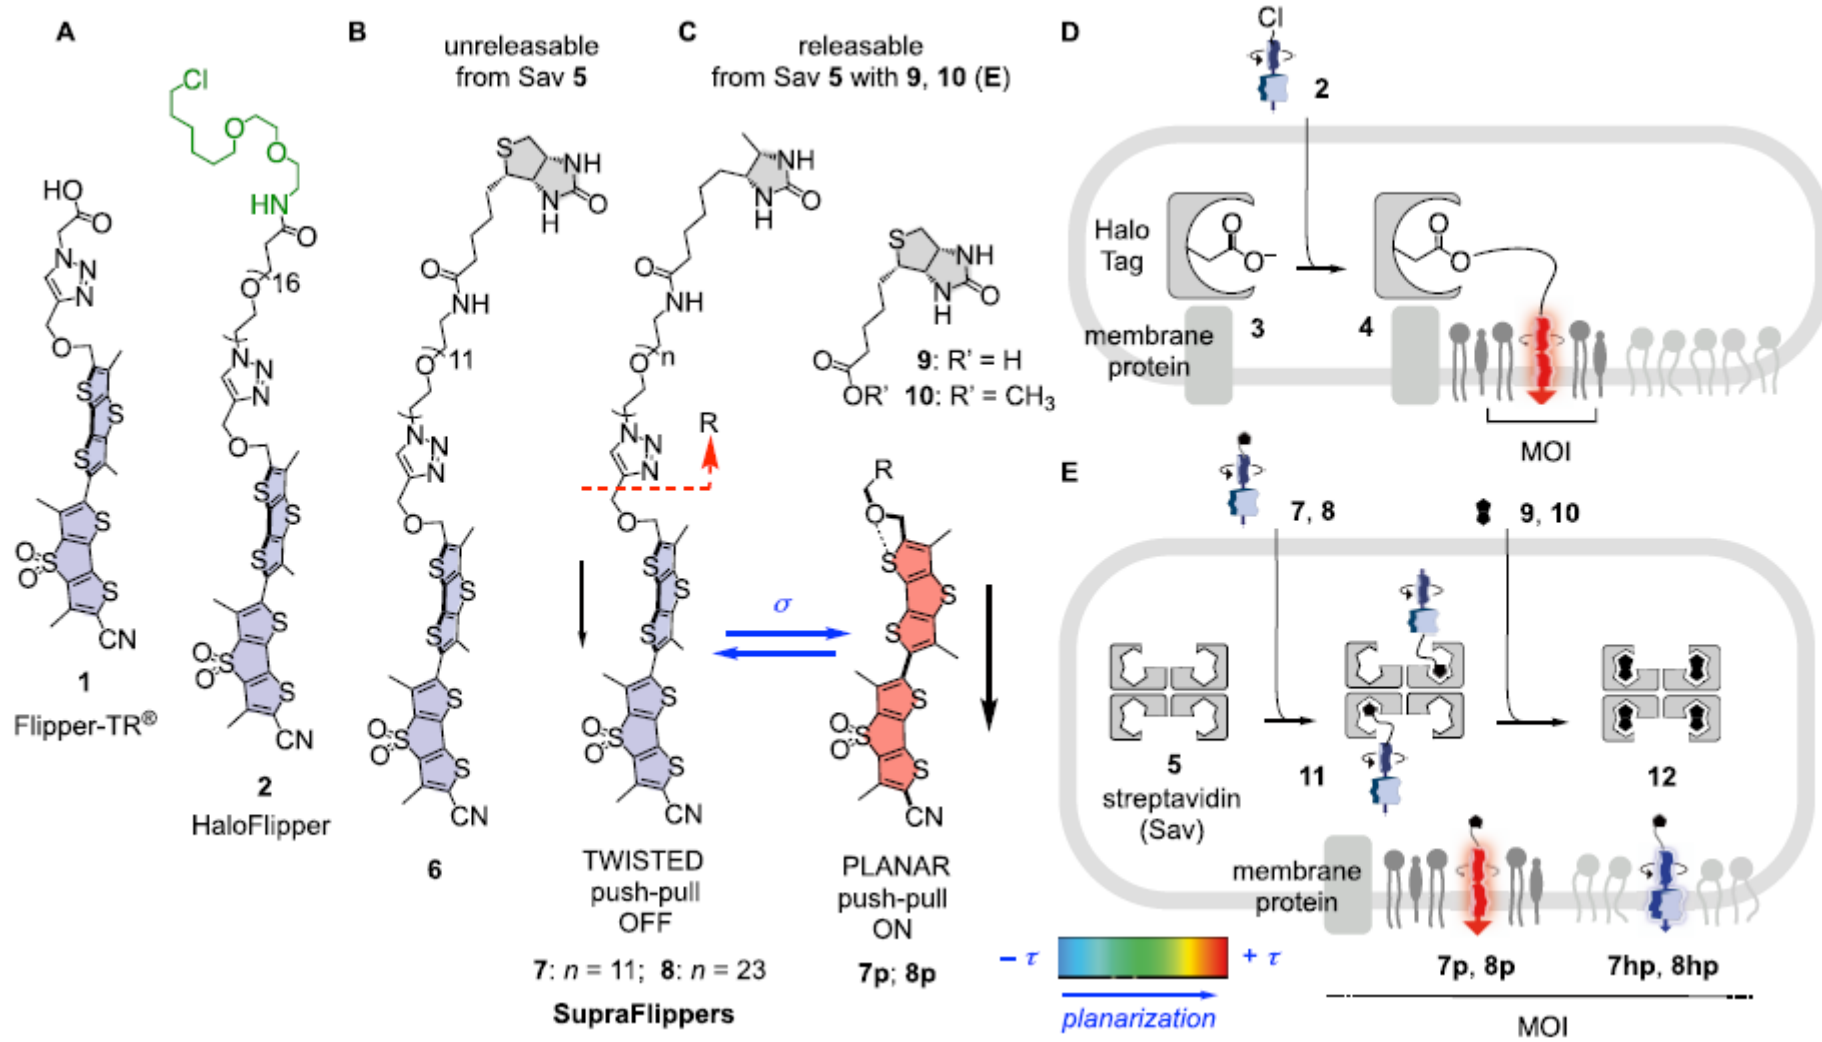 A
HO
O
N
N
N
O
S
S
S
S
O
O
S
S
CN
1
Flipper-TR®
Cl
O
O
HN
O
16
O
N
N
N
O
S
S
S
S
O
O
S
S
CN
2
HaloFlipper
B
unreleasable
from Sav 5
S
NH
N
H
O
O
NH
11
O
N
N
N
O
S
S
S
S
O
O
S
S
CN
6
C
releasable
from Sav 5 with 9, 10 (E)
NH
N
H
O
O
NH
n
O
N
N
N
R
O
S
S
S
S
O
O
S
S
CN
TWISTED
push-pull
OFF
7: n = 11; 8: n = 23
SupraFlippers
S
NH
N
H
O
O
OR'
9: R' = H
10: R' = CH3
σ
R
O
S
S
S
S
O
O
S
S
CN
PLANAR
push-pull
ON
7p; 8p
D
Cl
2
Halo
Tag
O
O−
O
O
3
4
membrane
protein
MOI
E
7, 8
9, 10
5
streptavidin
(Sav)
11
12
membrane
protein
− τ
+ τ
planarization
7p, 8p
7hp, 8hp
MOI